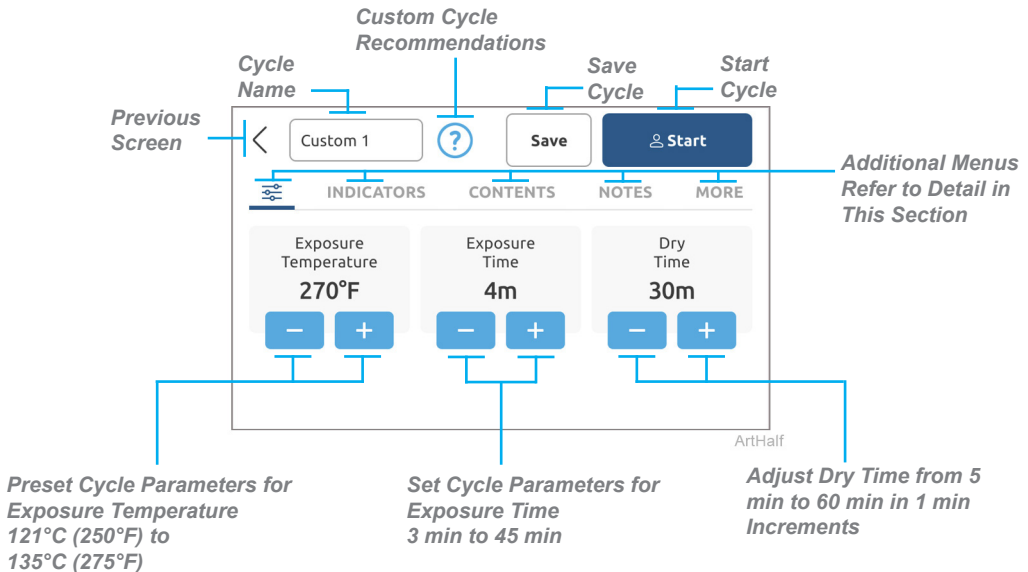 Custom Cycle
Recommendations
Cycle
Name
Save
Cycle
Start
Cycle
Previous
Screen
Custom 1
?
Save
Start
Additional Menus
Refer to Detail in
This Section
INDICATORS
CONTENTS
NOTES
MORE
Exposure
Temperature
270°F
− +
Exposure
Time
4m
− +
Dry
Time
30m
− +
ArtHalf
Preset Cycle Parameters for
Exposure Temperature
121°C (250°F) to
135°C (275°F)
Set Cycle Parameters for
Exposure Time
3 min to 45 min
Adjust Dry Time from 5
min to 60 min in 1 min
Increments